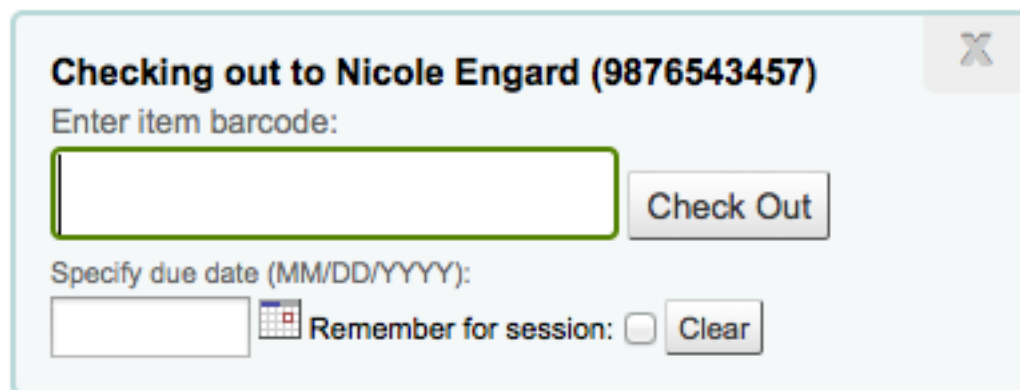 Checking out to Nicole Engard (9876543457)
X
Enter item barcode:
Check Out
Specify due date (MM/DD/YYYY):
Remember for session:
Clear